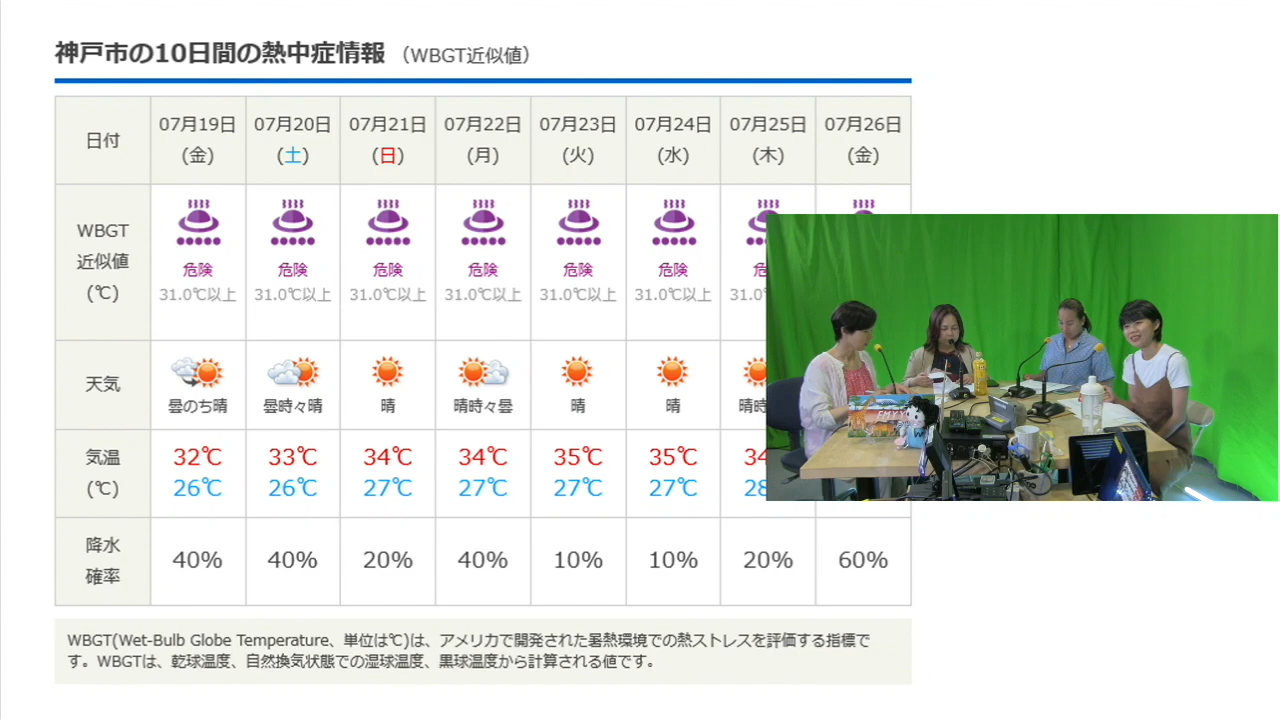 神戸市の10日間の熱中症情報 （WBGT近似値）
日付 07月19日 07月20日 07月21日 07月22日 07月23日 07月24日 07月25日 07月26日
(金) (土) (日) (月) (火) (水) (木) (金)
WBGT
近似値
(℃)
危険 危険 危険 危険 危険 危険
31.0℃以上 31.0℃以上 31.0℃以上 31.0℃以上 31.0℃以上 31.0℃以上
天気 曇のち晴 曇時々晴 晴 晴時々曇 晴 晴
気温 32℃ 33℃ 34℃ 34℃ 35℃ 35℃
(℃) 26℃ 26℃ 27℃ 27℃ 27℃ 27℃
降水
確率
40% 40% 20% 40% 10% 10% 20% 60%
WBGT(Wet-Bulb Globe Temperature、単位は℃)は、アメリカで開発された暑熱環境での熱ストレスを評価する指標で
す。WBGTは、乾球温度、自然換気状態での湿球温度、黒球温度から計算される値です。